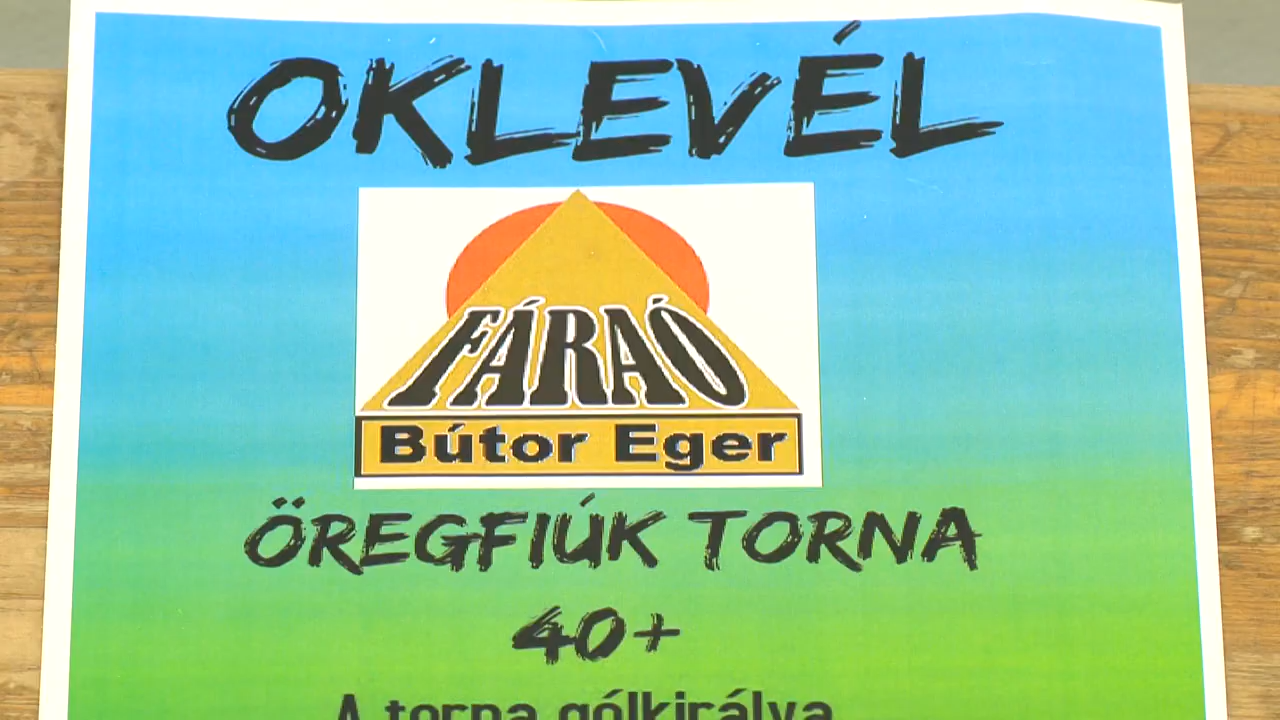 OKLEVÉL
FÁRAÓ
Bútor Eger
ÖREGFIÚK TORNA
40+
A torna gólkirálya